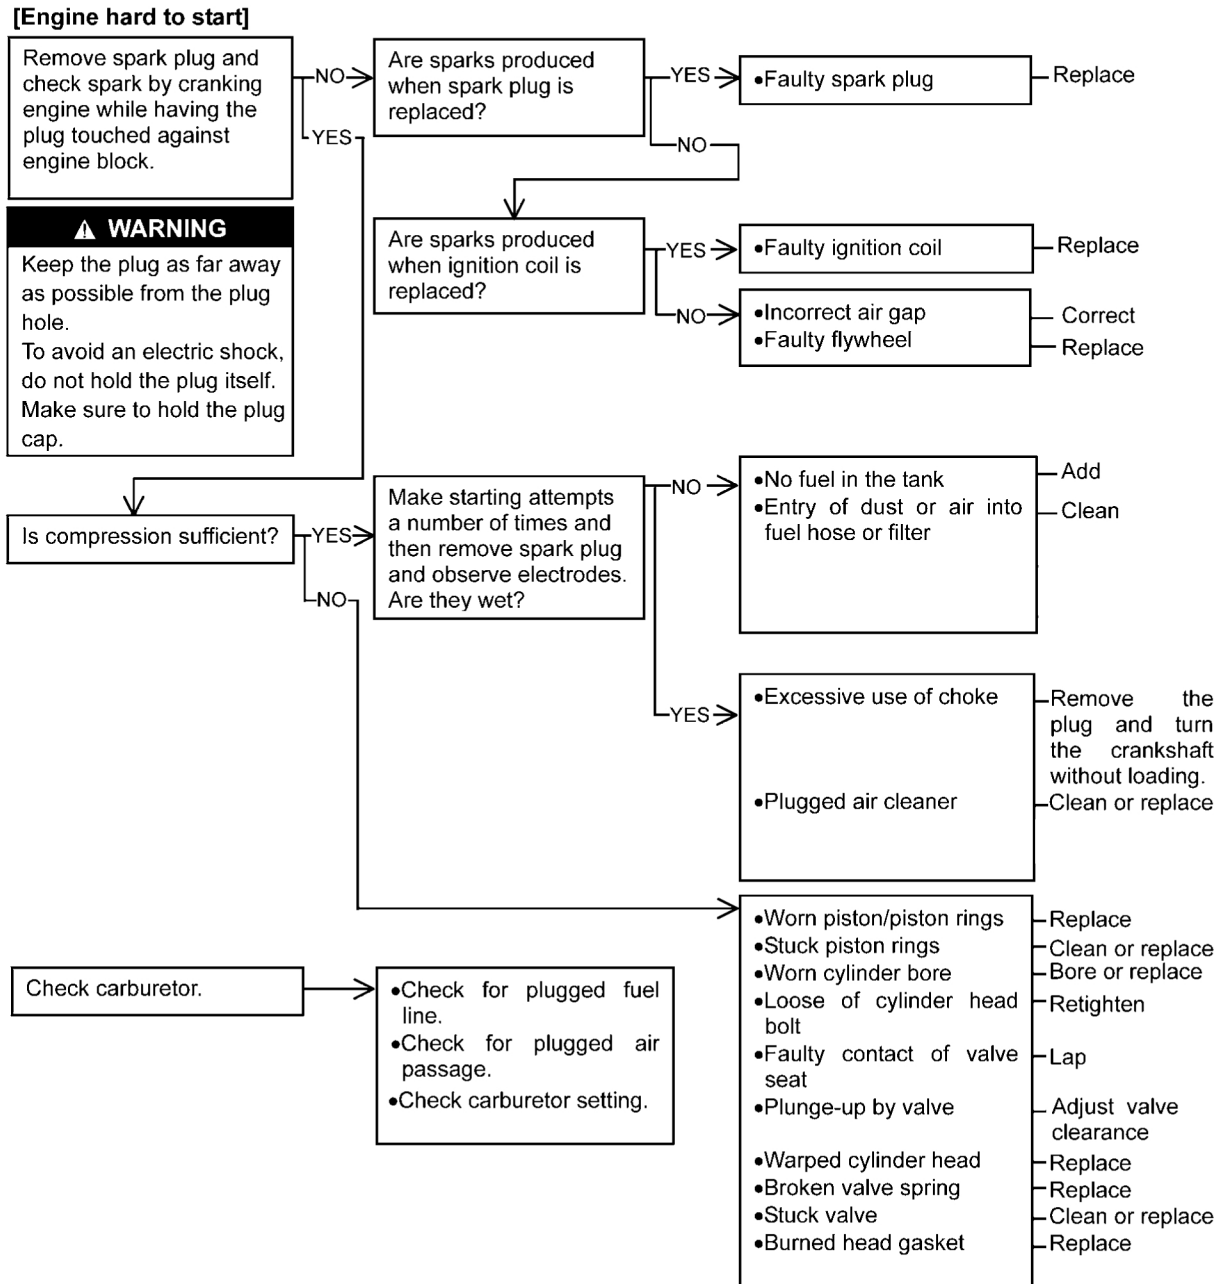 [Engine hard to start]
Remove spark plug and
check spark by cranking
engine while having the
plug touched against
engine block.
NO
YES
Are sparks produced
when spark plug is
replaced?
YES
NO
•Faulty spark plug
Replace
WARNING
Keep the plug as far away
as possible from the plug
hole.
To avoid an electric shock,
do not hold the plug itself.
Make sure to hold the plug
cap.
Are sparks produced
when ignition coil is
replaced?
YES
NO
•Faulty ignition coil
Replace
•Incorrect air gap
•Faulty flywheel
Correct
Replace
Is compression sufficient?
YES
NO
Make starting attempts
a number of times and
then remove spark plug
and observe electrodes.
Are they wet?
NO
YES
•No fuel in the tank
•Entry of dust or air into
fuel hose or filter
Add
Clean
•Excessive use of choke
Remove the
plug and turn
the crankshaft
without loading.
•Plugged air cleaner
Clean or replace
•Worn piston/piston rings
Replace
•Stuck piston rings
Clean or replace
•Worn cylinder bore
Bore or replace
•Loose of cylinder head
bolt
Retighten
•Faulty contact of valve
seat
Lap
•Plunge-up by valve
Adjust valve
clearance
•Warped cylinder head
Replace
•Broken valve spring
Replace
•Stuck valve
Clean or replace
•Burned head gasket
Replace
Check carburetor.
•Check for plugged fuel
line.
•Check for plugged air
passage.
•Check carburetor setting.